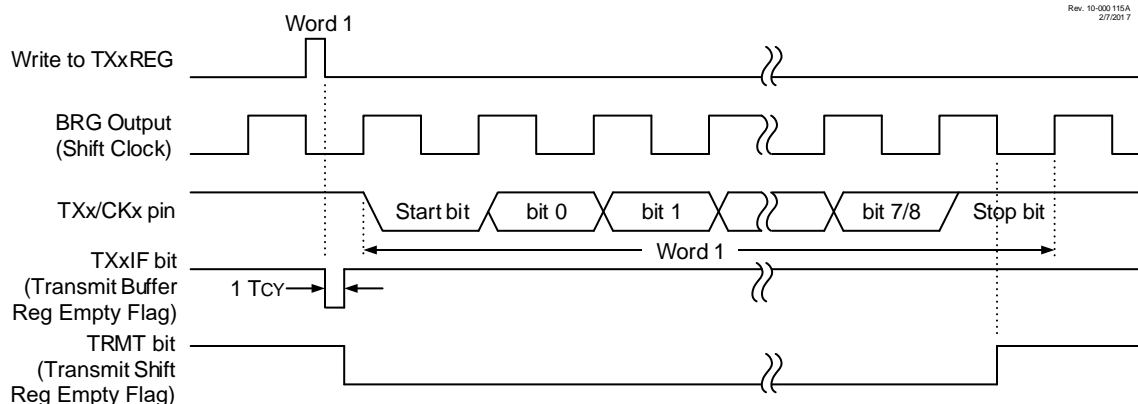 Rev. 10-000 115A
2/7/201 7
Word 1
Write to TXxREG
BRG Output
(Shift Clock)
TXx/CKx pin
Start bit
bit 0
bit 1
bit 7/8
Stop bit
Word 1
TXxIF bit
(Transmit Buffer
Reg Empty Flag)
1 TCY
TRMT bit
(Transmit Shift
Reg Empty Flag)